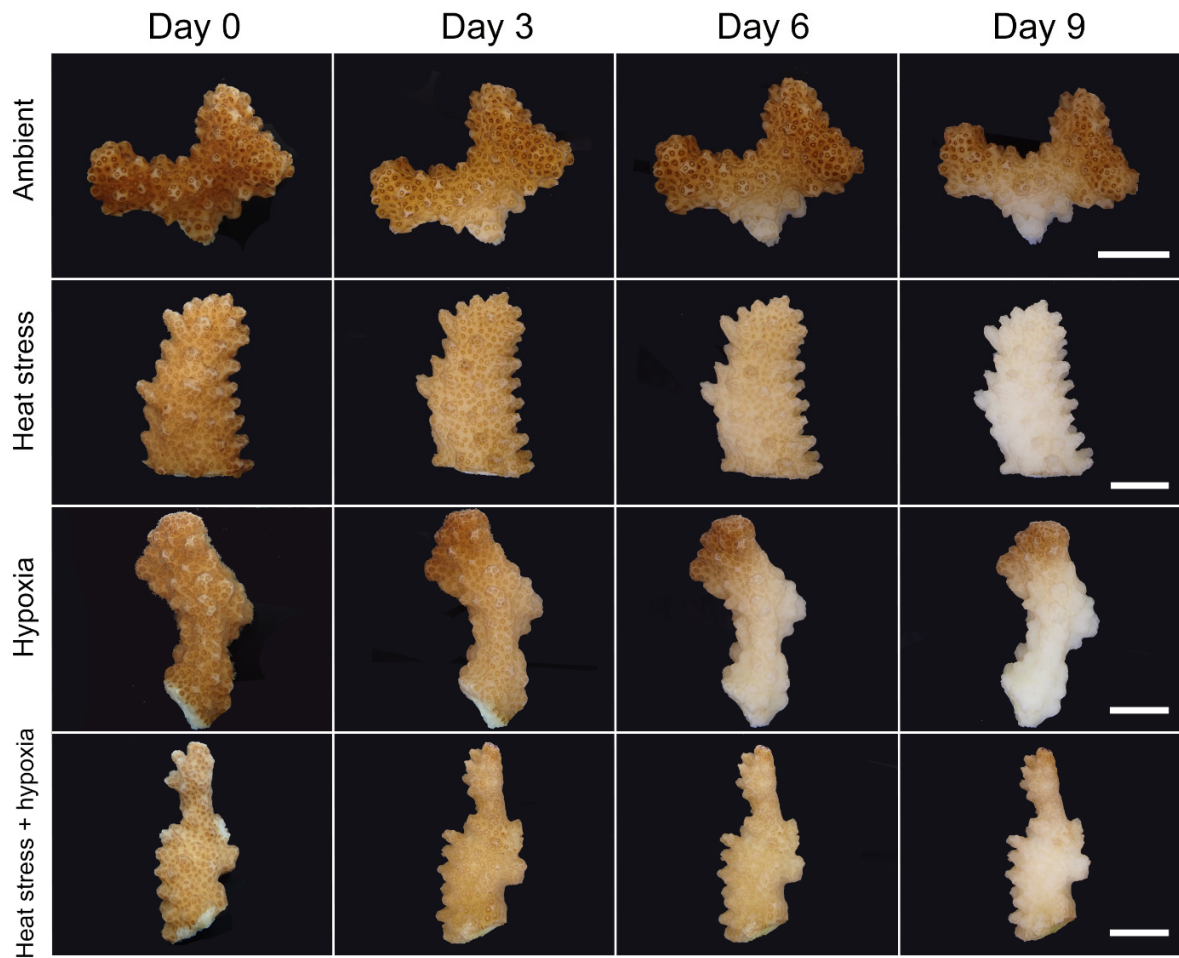 Day 0 Day 3 Day 6 Day 9
Ambient
Heat stress
Hypoxia
Heat stress + hypoxia